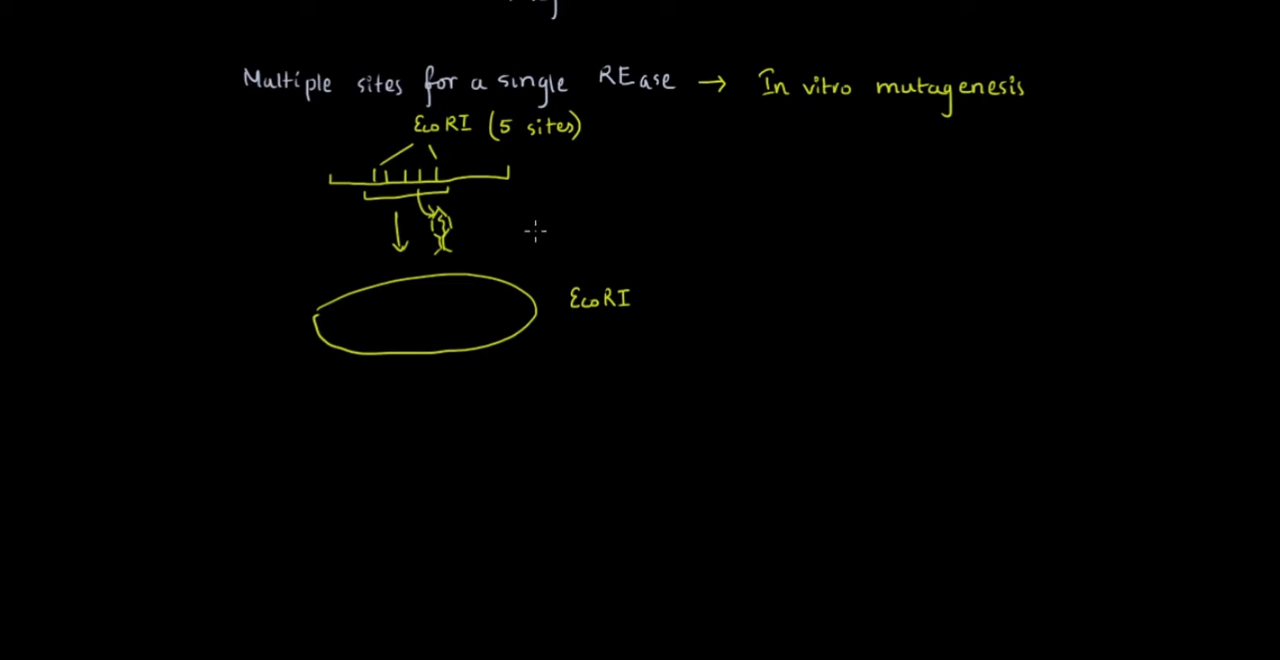 Multiple sites for a single REase → In vitro mutagenesis
EcoRI (5 sites)
EcoRI